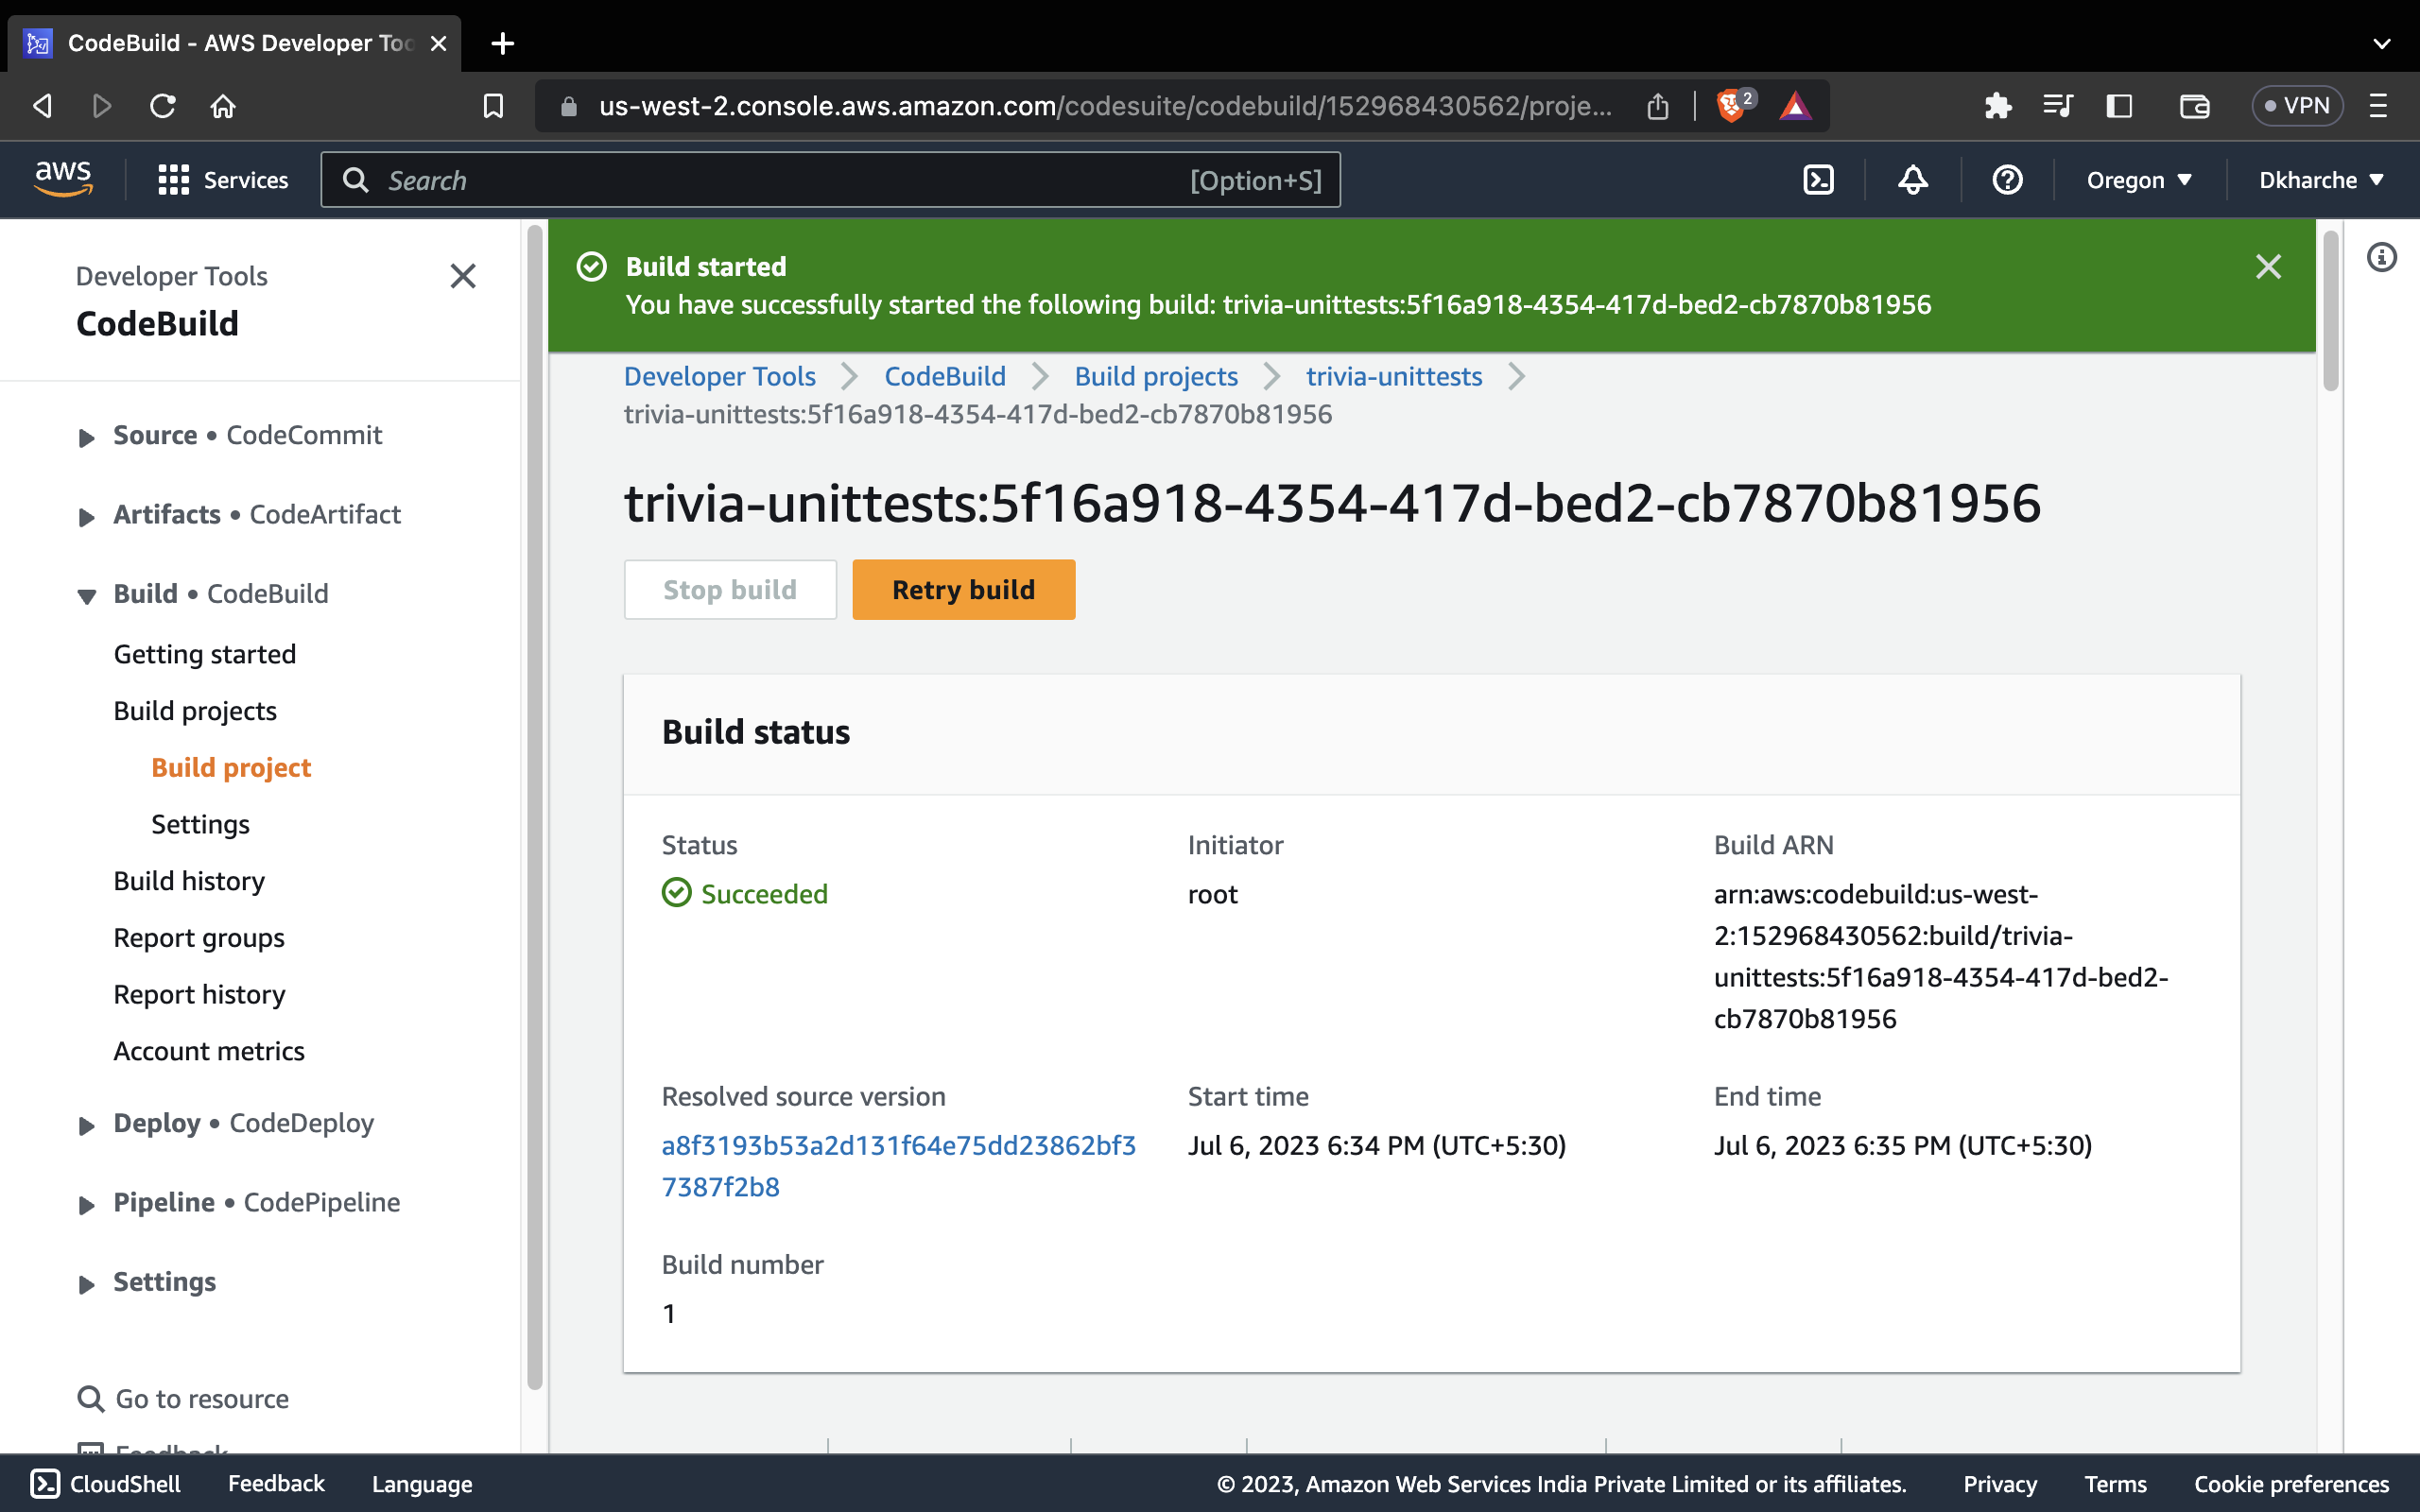 CodeBuild - AWS Developer Too
us-west-2.console.aws.amazon.com/codesuite/codebuild/152968430562/proje...
2
VPN
aws
Services
Search
[Option+S]
Oregon
Dkharche
Developer Tools
CodeBuild
Source • CodeCommit
Artifacts • CodeArtifact
Build • CodeBuild
Getting started
Build projects
Build project
Settings
Build history
Report groups
Report history
Account metrics
Deploy • CodeDeploy
Pipeline • CodePipeline
Settings
Go to resource
Feedback
Build started
You have successfully started the following build: trivia-unittests:5f16a918-4354-417d-bed2-cb7870b81956
Developer Tools
CodeBuild
Build projects
trivia-unittests
trivia-unittests:5f16a918-4354-417d-bed2-cb7870b81956
trivia-unittests:5f16a918-4354-417d-bed2-cb7870b81956
Stop build
Retry build
Build status
Status
Succeeded
Initiator
root
Build ARN
arn:aws:codebuild:us-west-
2:152968430562:build/trivia-
unittests:5f16a918-4354-417d-bed2-
cb7870b81956
Resolved source version
a8f3193b53a2d131f64e75dd23862bf3
7387f2b8
Start time
Jul 6, 2023 6:34 PM (UTC+5:30)
End time
Jul 6, 2023 6:35 PM (UTC+5:30)
Build number
1
CloudShell
Feedback
Language
© 2023, Amazon Web Services India Private Limited or its affiliates.
Privacy
Terms
Cookie preferences